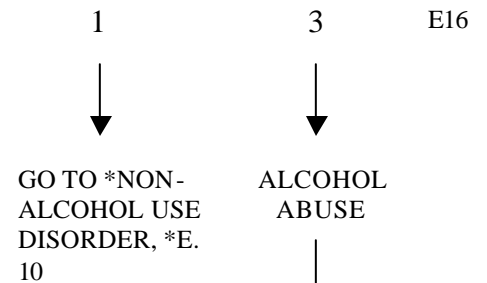 1 3 E16
GO TO *NON-
ALCOHOL USE
DISORDER, *E.
10
ALCOHOL
ABUSE